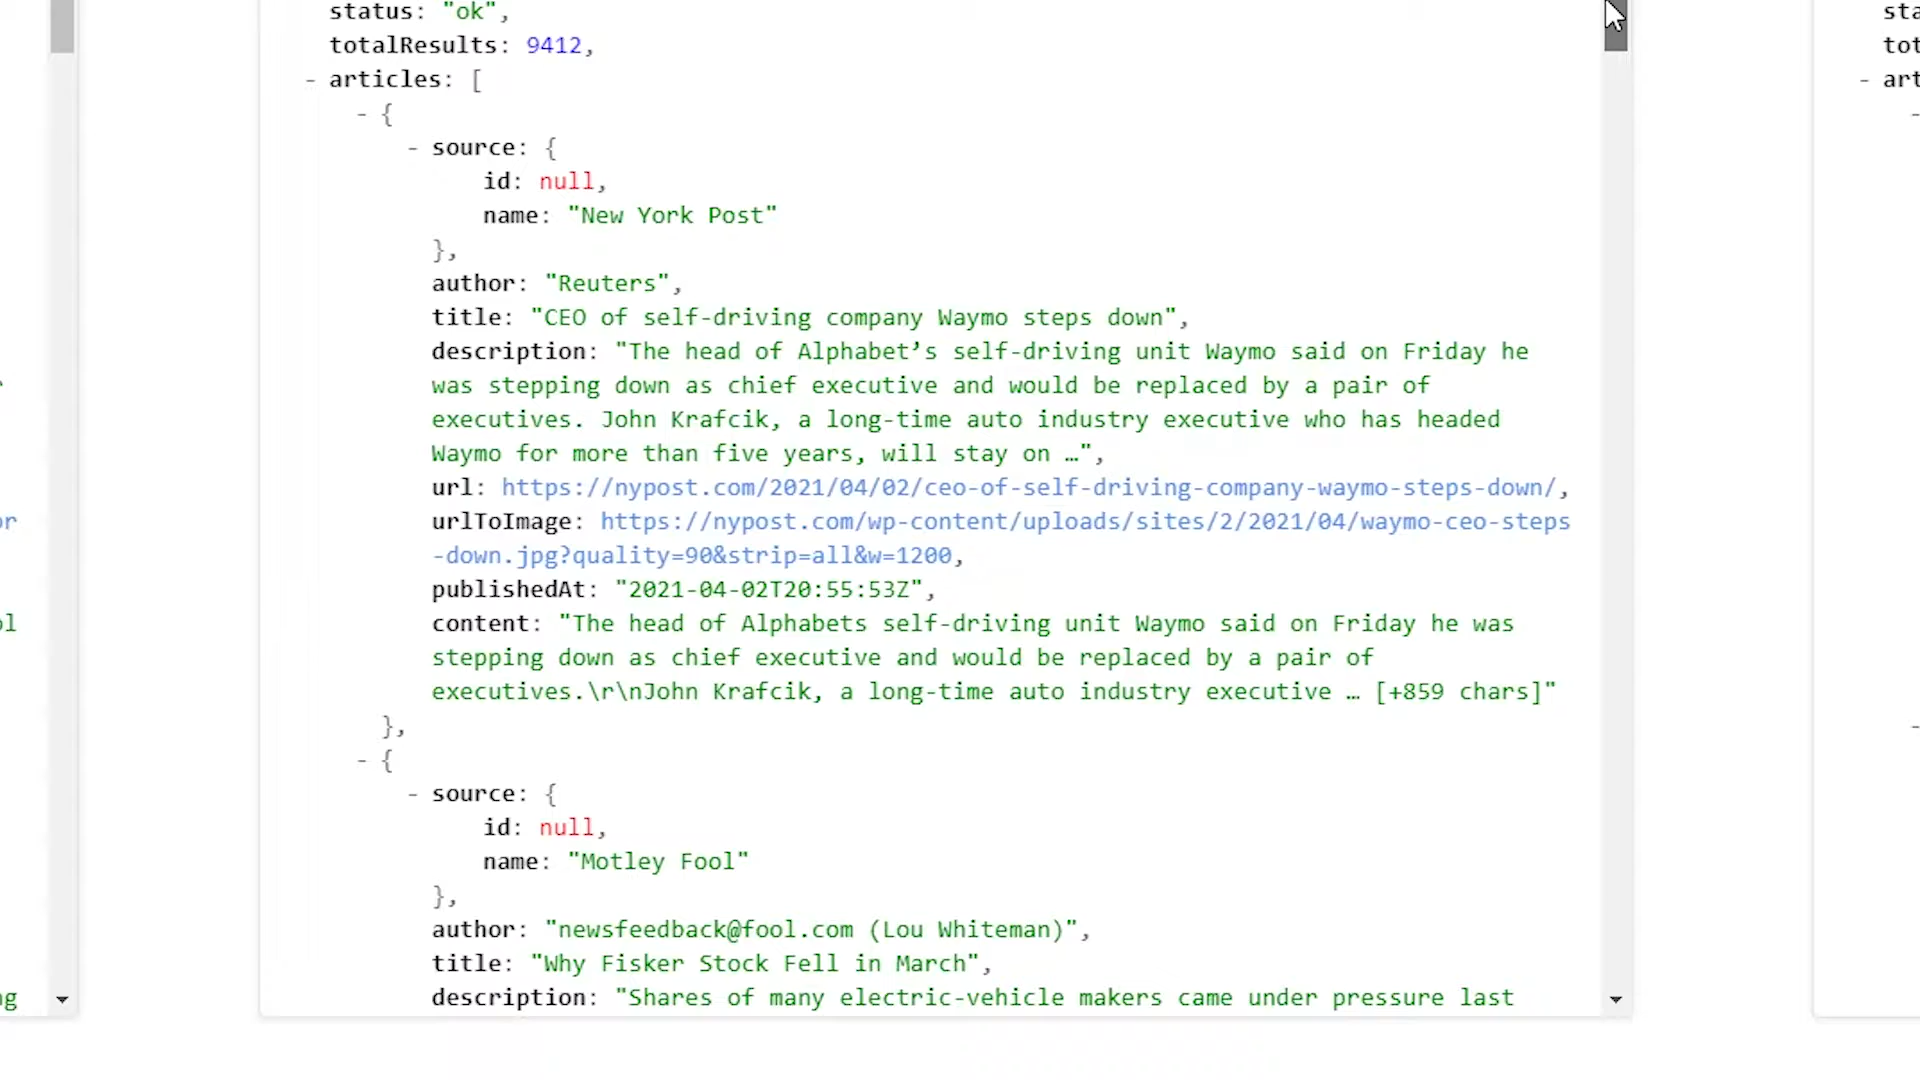 status: "ok",
totalResults: 9412,
- articles: [
- {
- source: {
id: null,
name: "New York Post"
},
author: "Reuters",
title: "CEO of self-driving company Waymo steps down",
description: "The head of Alphabet’s self-driving unit Waymo said on Friday he
was stepping down as chief executive and would be replaced by a pair of
executives. John Krafcik, a long-time auto industry executive who has headed
Waymo for more than five years, will stay on …",
url: https://nypost.com/2021/04/02/ceo-of-self-driving-company-waymo-steps-down/,
urlToImage: https://nypost.com/wp-content/uploads/sites/2/2021/04/waymo-ceo-steps
-down.jpg?quality=90&strip=all&w=1200,
publishedAt: "2021-04-02T20:55:53Z",
content: "The head of Alphabets self-driving unit Waymo said on Friday he was
stepping down as chief executive and would be replaced by a pair of
executives.\r\nJohn Krafcik, a long-time auto industry executive … [+859 chars]"
},
- {
- source: {
id: null,
name: "Motley Fool"
},
author: "newsfeedback@fool.com (Lou Whiteman)",
title: "Why Fisker Stock Fell in March",
description: "Shares of many electric-vehicle makers came under pressure last